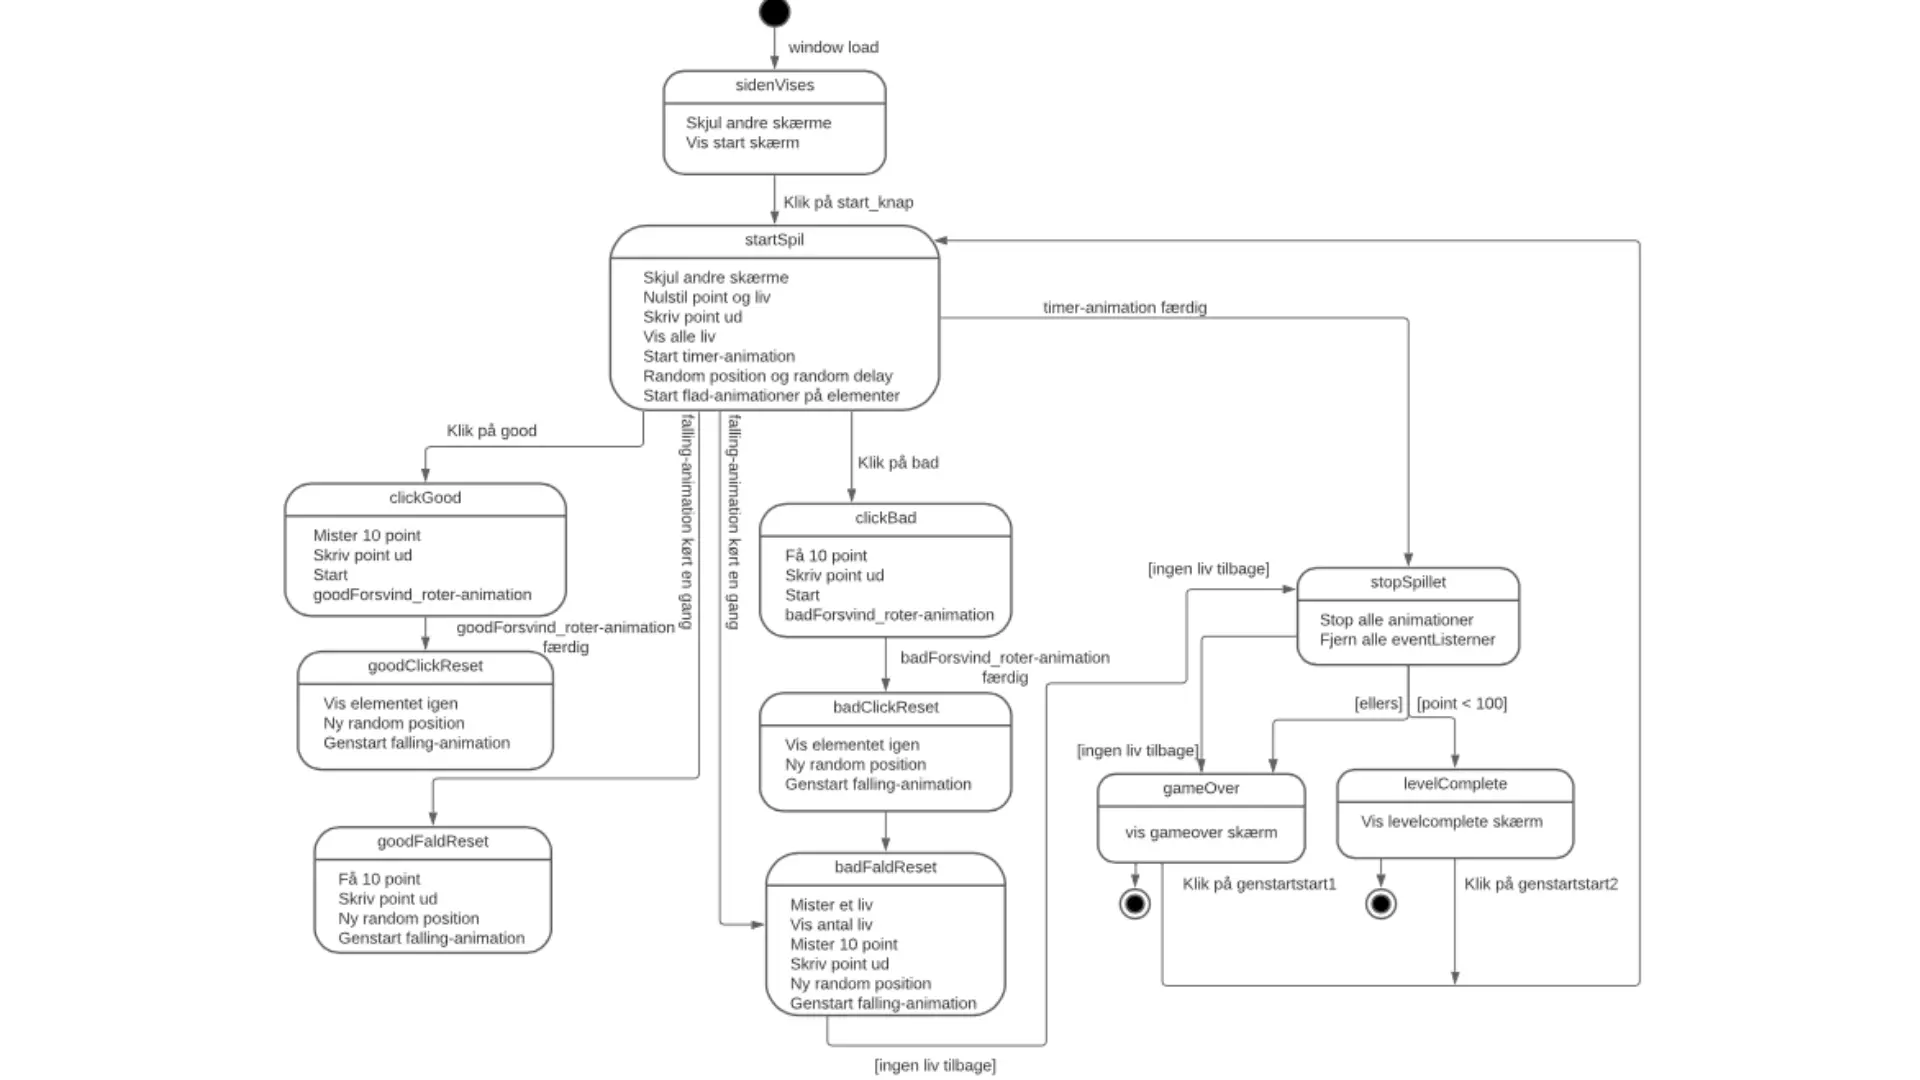 window load
sidenVises
Skjul andre skærme
Vis start skærm
Klik på start_knap
startSpil
Skjul andre skærme
Nulstil point og liv
Skriv point ud
Vis alle liv
Start timer-animation
Random position og random delay
Start flad-animationer på elementer
timer-animation færdig
Klik på good
falling-animation kørt en gang
falling-animation kørt en gang
Klik på bad
clickGood
Mister 10 point
Skriv point ud
Start
goodForsvind_roter-animation
goodForsvind_roter-animation
færdig
goodClickReset
Vis elementet igen
Ny random position
Genstart falling-animation
goodFaldReset
Få 10 point
Skriv point ud
Ny random position
Genstart falling-animation
clickBad
Få 10 point
Skriv point ud
Start
badForsvind_roter-animation
badForsvind_roter-animation
færdig
badClickReset
Vis elementet igen
Ny random position
Genstart falling-animation
badFaldReset
Mister et liv
Vis antal liv
Mister 10 point
Skriv point ud
Ny random position
Genstart falling-animation
[ingen liv tilbage]
[ingen liv tilbage]
stopSpillet
Stop alle animationer
Fjern alle eventListerner
[ellers]
[point < 100]
[ingen liv tilbage]
gameOver
vis gameover skærm
levelComplete
Vis levelcomplete skærm
Klik på genstartstart1
Klik på genstartstart2